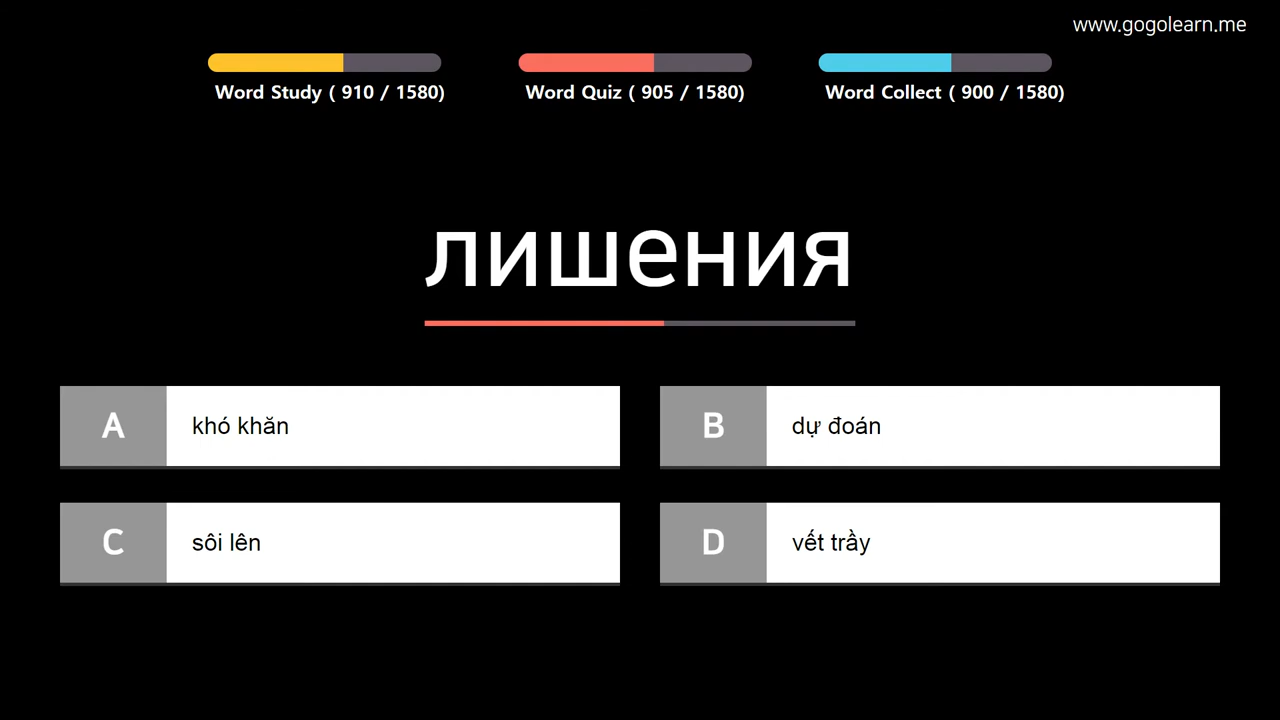 www.gogolearn.me
Word Study ( 910 / 1580)
Word Quiz ( 905 / 1580)
Word Collect ( 900 / 1580)
лишения
A khó khăn
B dự đoán
C sôi lên
D vết trầy